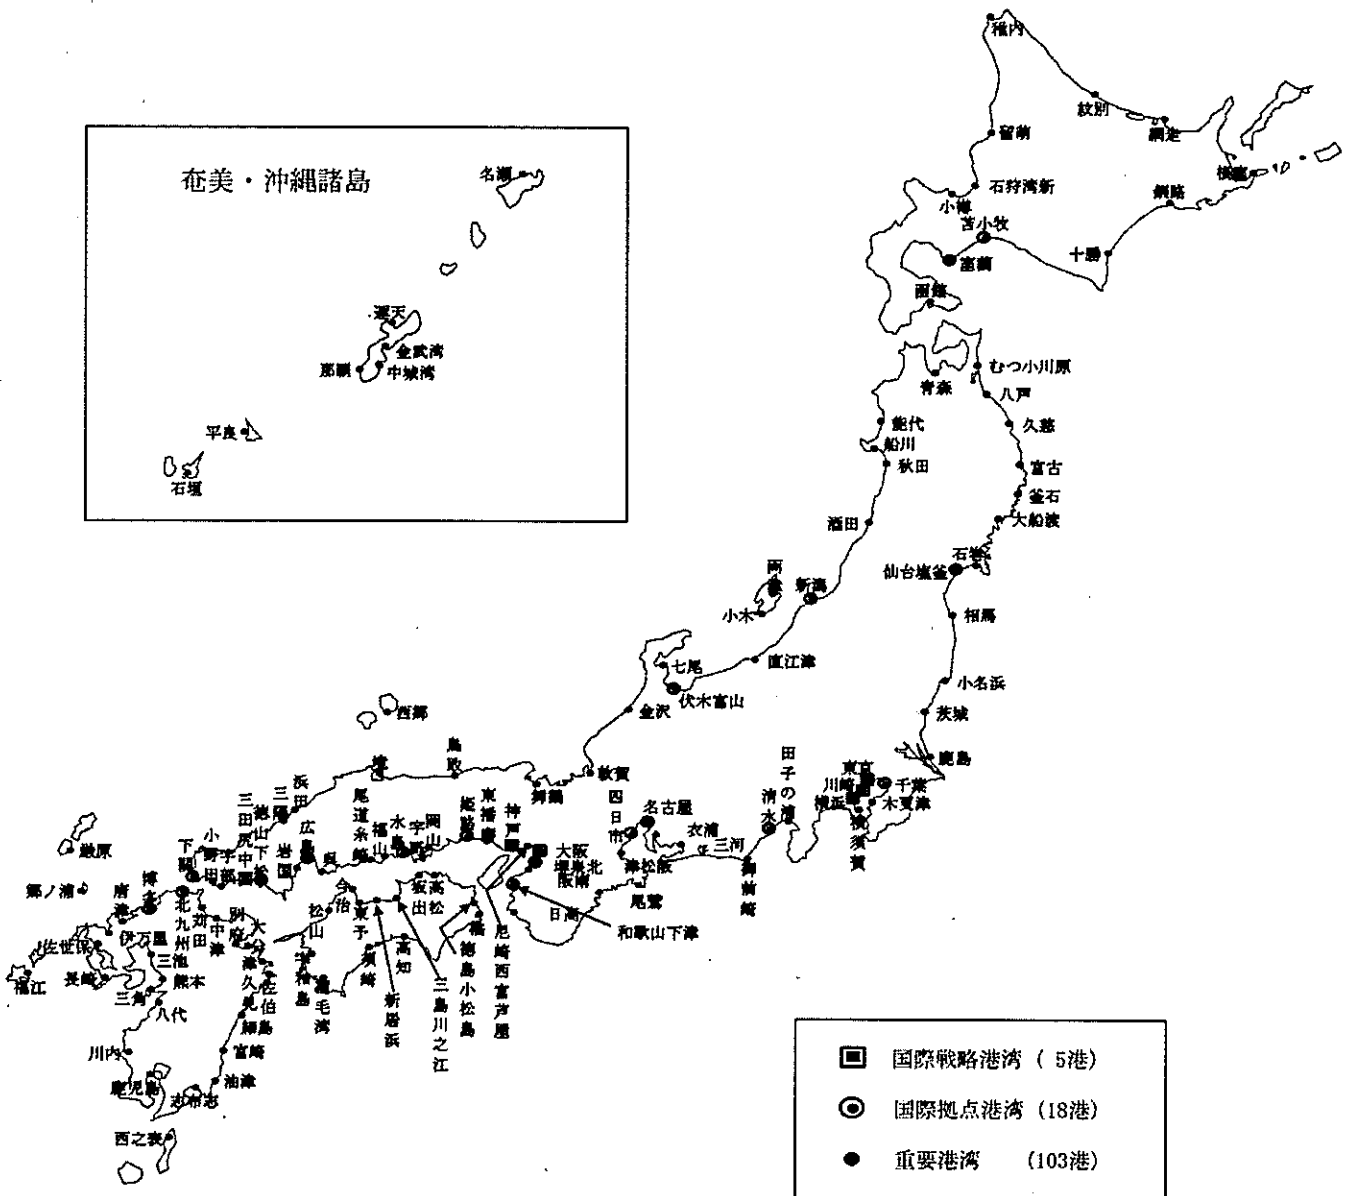 稚内
紋別
網走
留萌
石狩湾新
小樽
根室
釧路
苫小牧
十勝
室蘭
函館
奄美・沖縄諸島
名瀬
運天
金武湾
那覇
中城湾
平良
石垣
青森
むつ小川原
八戸
能代
船川
久慈
秋田
宮古
釜石
酒田
大船渡
石巻
仙台塩釜
両津
新潟
小木
相馬
直江津
七尾
伏木富山
小名浜
金沢
茨城
西郷
鹿島
鳥取
境
敦賀
舞鶴
田子の浦
清水
東京
川崎
横浜
千葉
木更津
横須賀
四日市
名古屋
衣浦
三河
御前崎
津松阪
尾鷲
浜田
三隅
広島
呉
尾道糸崎
福山
水島
宇野
岡山
姫路
東播磨
神戸
大阪
堺泉北
阪南
日高
和歌山下津
三田尻中関
徳山下松
岩国
下関
小野田
宇部
厳原
郷ノ浦
唐津
博多
北九州
苅田
中津
別府
大分
津久見
佐伯
今治
松山
東予
坂出
高松
橘
宇和島
宿毛湾
須崎
高知
新居浜
三島川之江
徳島小松島
尼崎西宮芦屋
伊万里
佐世保
長崎
福江
三池
熊本
三角
八代
細島
宮崎
川内
油津
鹿児島
志布志
西之表
国際戦略港湾 ( 5港)
国際拠点港湾 (18港)
重要港湾 (103港)